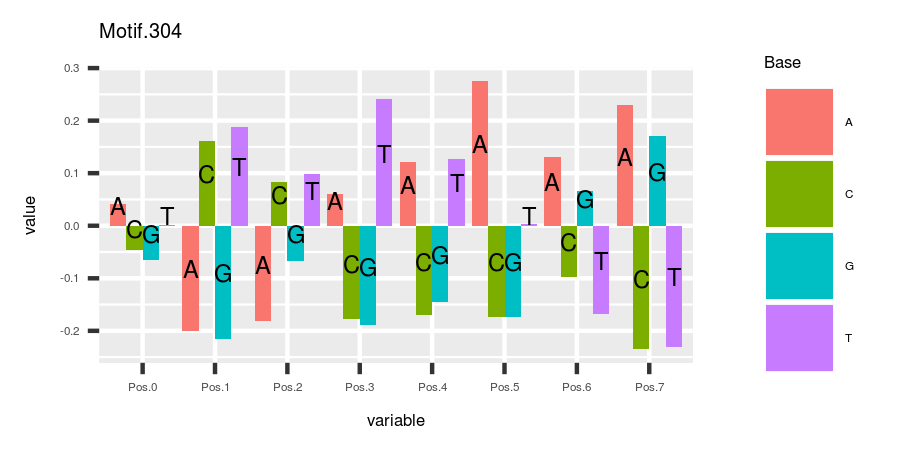 Motif.304
value
0.3
0.2
0.1
0.0
-0.1
-0.2
A C G T
A C G T
A C G T
A C G T
A C G T
A C G T
A C G T
A C G T
Pos.0 Pos.1 Pos.2 Pos.3 Pos.4 Pos.5 Pos.6 Pos.7
variable
Base
A
C
G
T